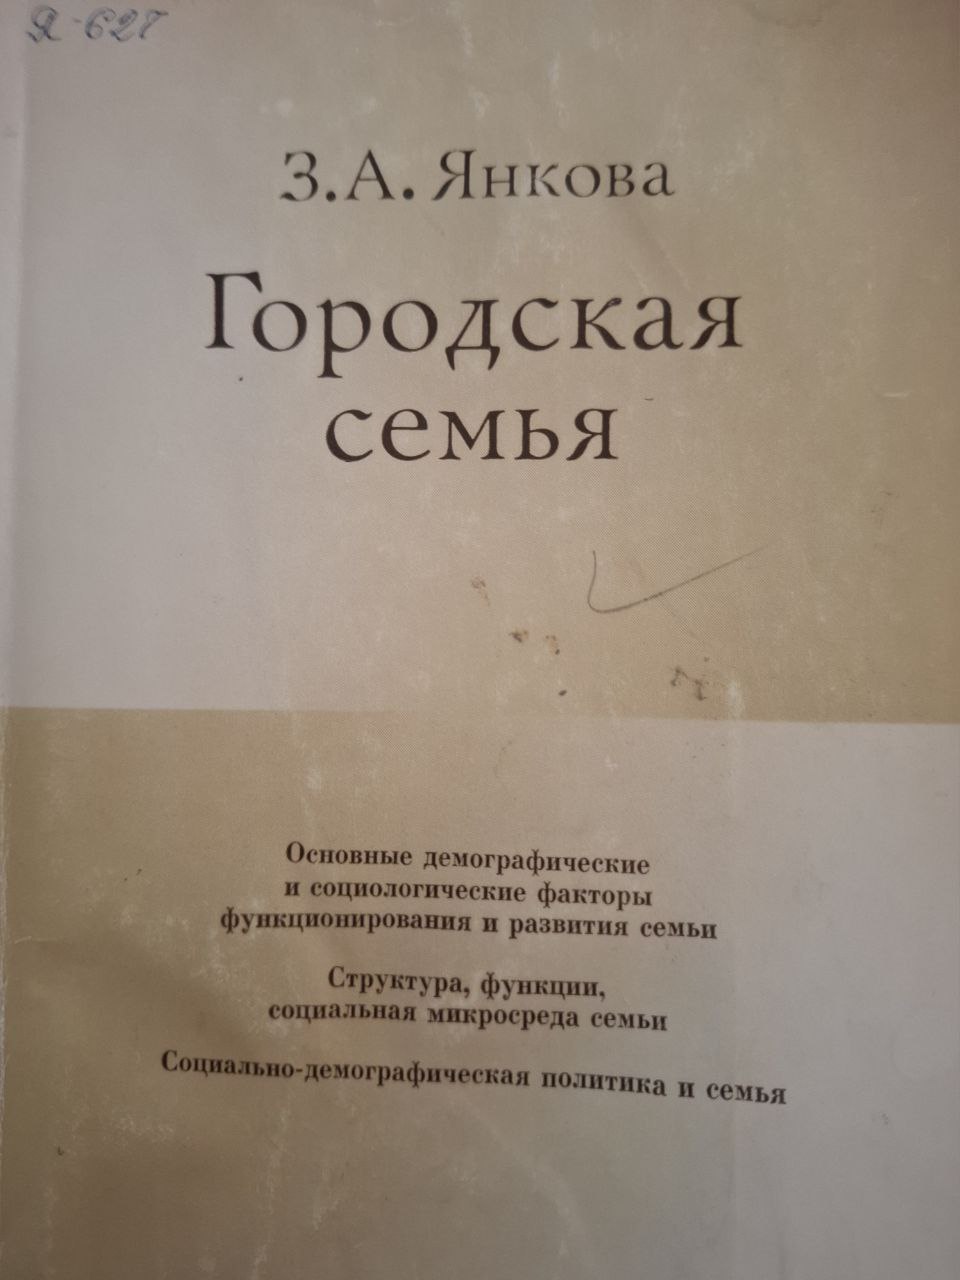 Я-627
З.А. Янкова
Городская
семья
Основные демографические
и социологические факторы
функционирования и развития семьи
Структура, функции,
социальная микросреда семьи
Социально-демографическая политика и семья